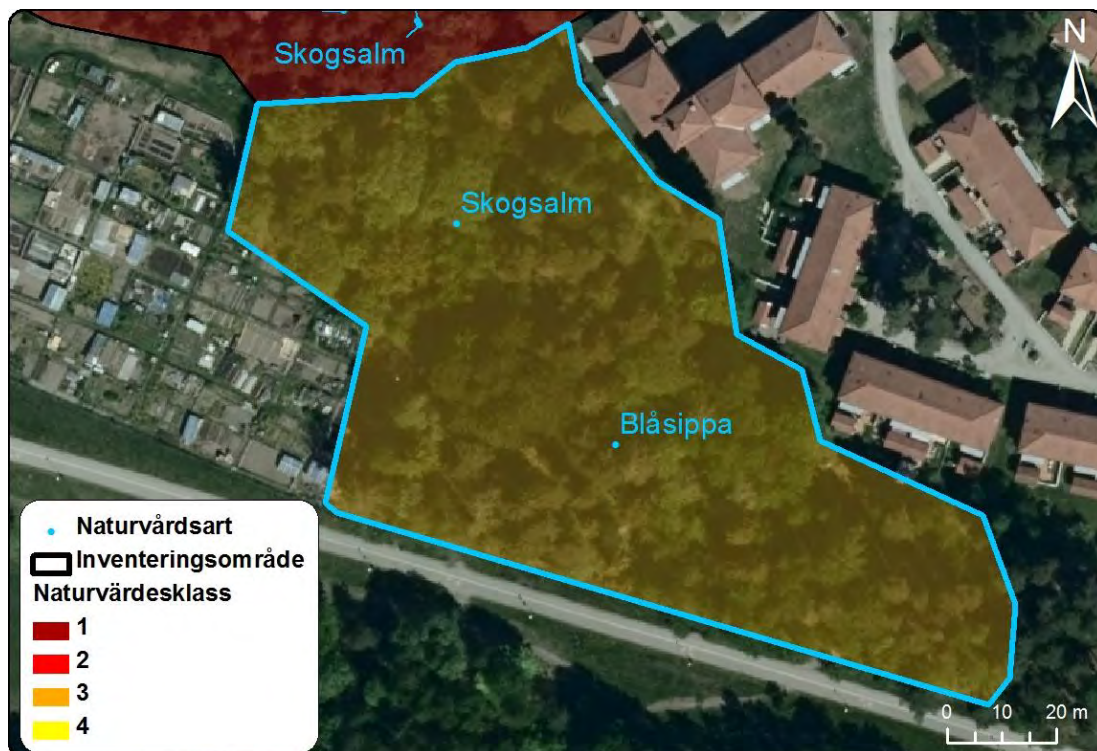 Skogsalm
N
Skogsalm
Blåsippa
Naturvårdsart
Inventeringsområde
Naturvärdesklass
1
2
3
4
0 10 20 m